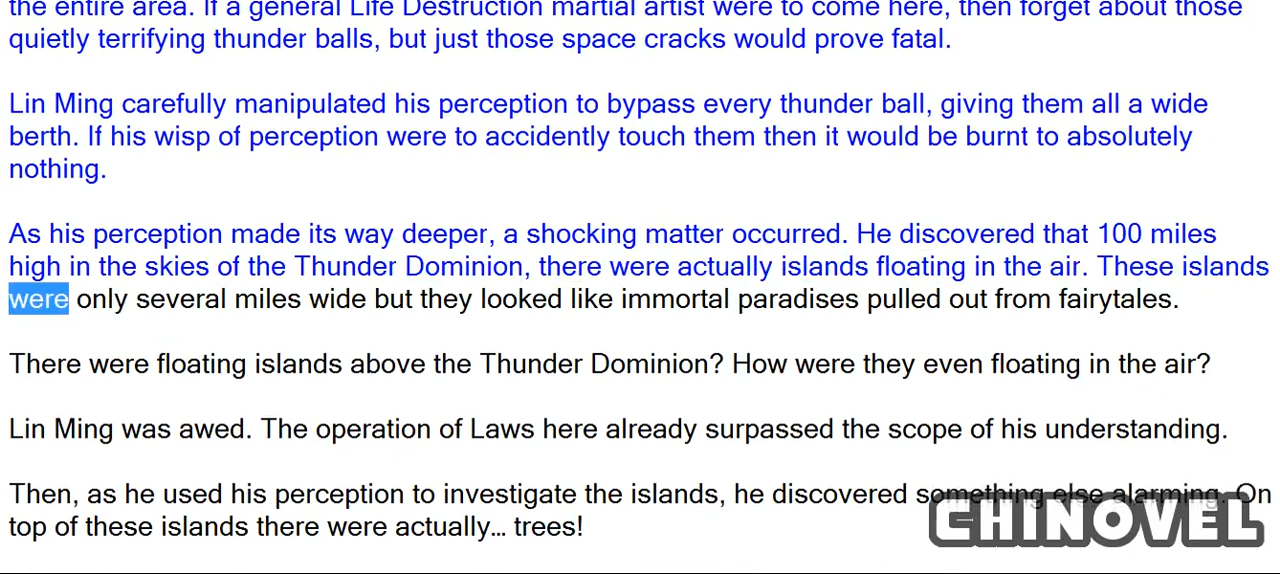 the entire area. If a general Life Destruction martial artist were to come here, then forget about those
quietly terrifying thunder balls, but just those space cracks would prove fatal.
Lin Ming carefully manipulated his perception to bypass every thunder ball, giving them all a wide
berth. If his wisp of perception were to accidently touch them then it would be burnt to absolutely
nothing.
As his perception made its way deeper, a shocking matter occurred. He discovered that 100 miles
high in the skies of the Thunder Dominion, there were actually islands floating in the air. These islands
were only several miles wide but they looked like immortal paradises pulled out from fairytales.
There were floating islands above the Thunder Dominion? How were they even floating in the air?
Lin Ming was awed. The operation of Laws here already surpassed the scope of his understanding.
Then, as he used his perception to investigate the islands, he discovered something else alarming. On
top of these islands there were actually... trees!
CHINOVEL